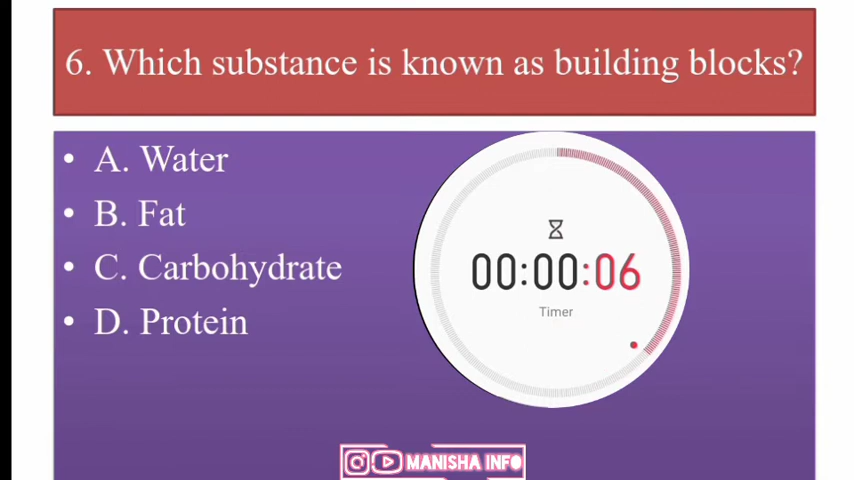 6. Which substance is known as building blocks?
• A. Water
• B. Fat
• C. Carbohydrate
• D. Protein
00:00:06
Timer
MANISHA INFO